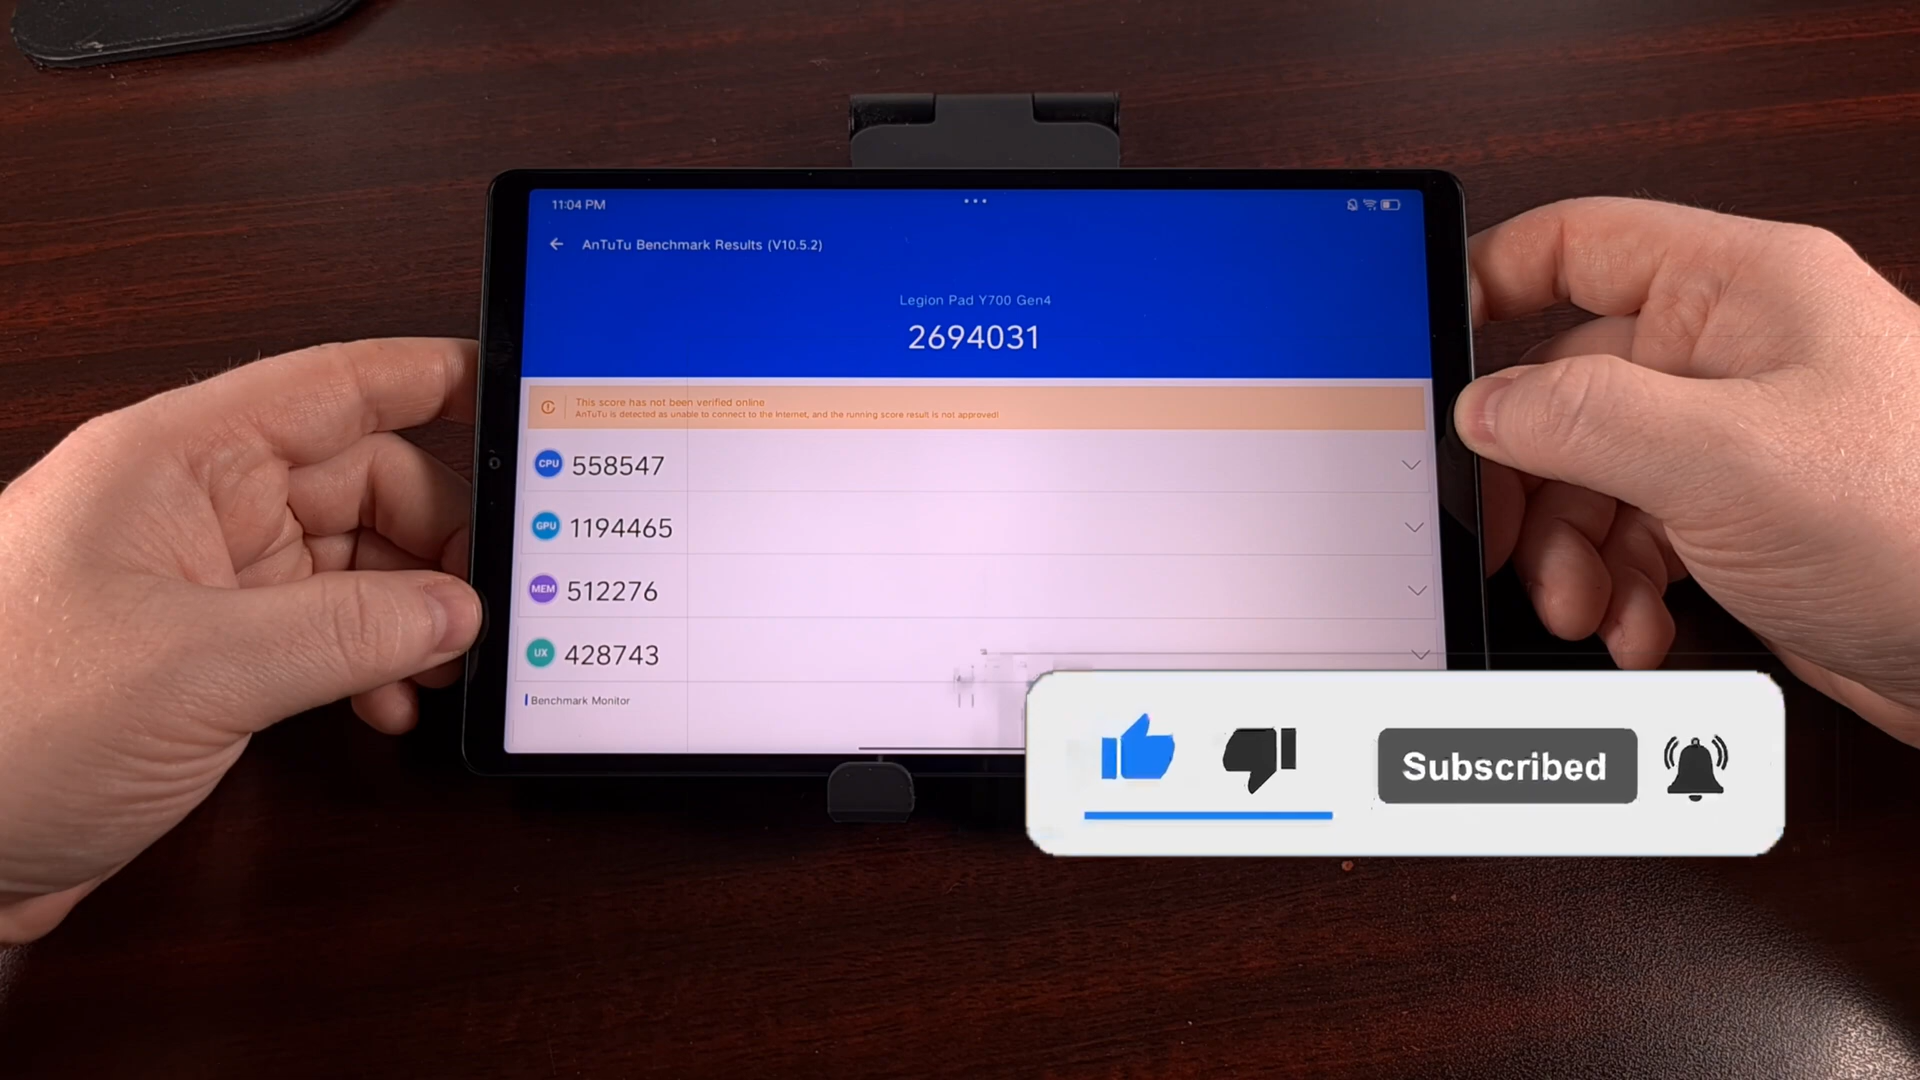 11:04 PM
AnTuTu Benchmark Results (V10.5.2)
Legion Pad Y700 Gen4
2694031
This score has not been verified online
AnTuTu is detected as unable to connect to the Internet, and the running score result is not approved!
CPU 558547
GPU 1194465
MEM 512276
UX 428743
Benchmark Monitor
Subscribed